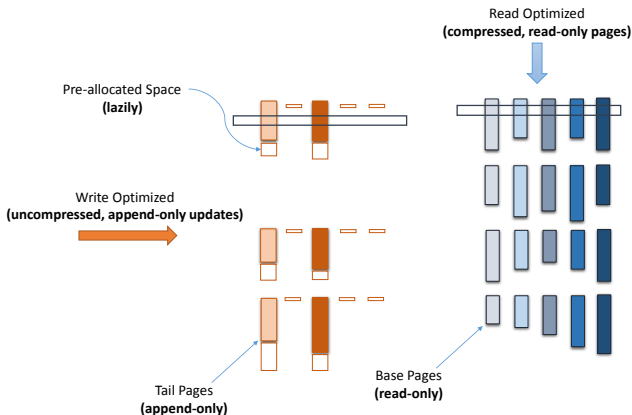 Read Optimized
(compressed, read-only pages)
Pre-allocated Space
(lazily)
Write Optimized
(uncompressed, append-only updates)
Tail Pages
(append-only)
Base Pages
(read-only)